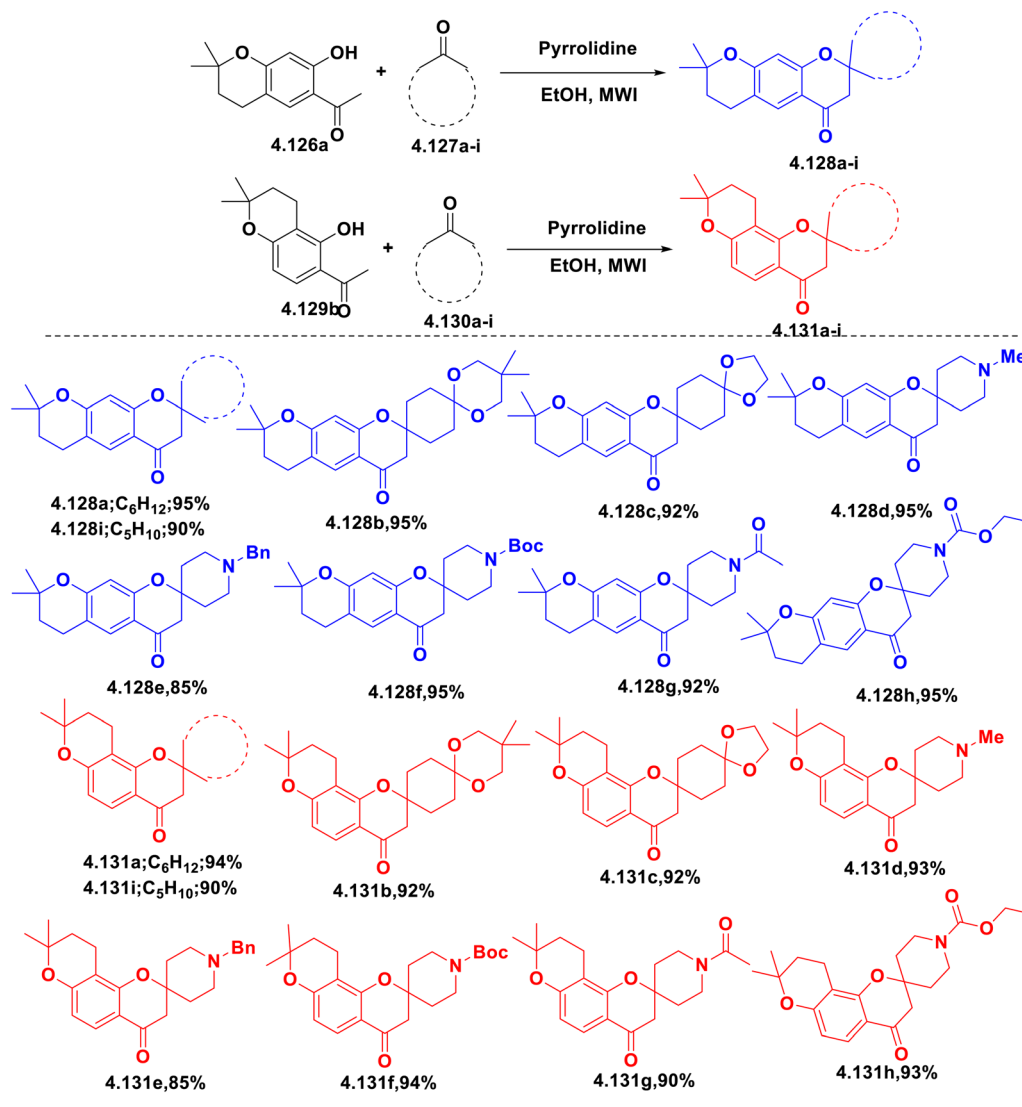 O
OH
O
4.126a
+
O
4.127a-i
Pyrrolidine
EtOH, MWI
O
O
O
4.128a-i
O
OH
O
4.129b
+
O
4.130a-i
Pyrrolidine
EtOH, MWI
O
O
O
4.131a-i
O
O
O
4.128a;C6H12;95%
4.128i;C5H10;90%
O
O
O
O
O
4.128b,95%
O
O
O
O
O
4.128c,92%
O
O
N
Me
O
4.128d,95%
O
O
N
Bn
O
4.128e,85%
O
O
N
Boc
O
4.128f,95%
O
O
N
O
O
4.128g,92%
O
O
N
O
O
O
4.128h,95%
O
O
O
4.131a;C6H12;94%
4.131i;C5H10;90%
O
O
O
O
O
4.131b,92%
O
O
O
O
O
4.131c,92%
O
O
N
Me
O
4.131d,93%
O
O
N
Bn
O
4.131e,85%
O
O
N
Boc
O
4.131f,94%
O
O
N
O
O
4.131g,90%
O
O
N
O
O
O
4.131h,93%